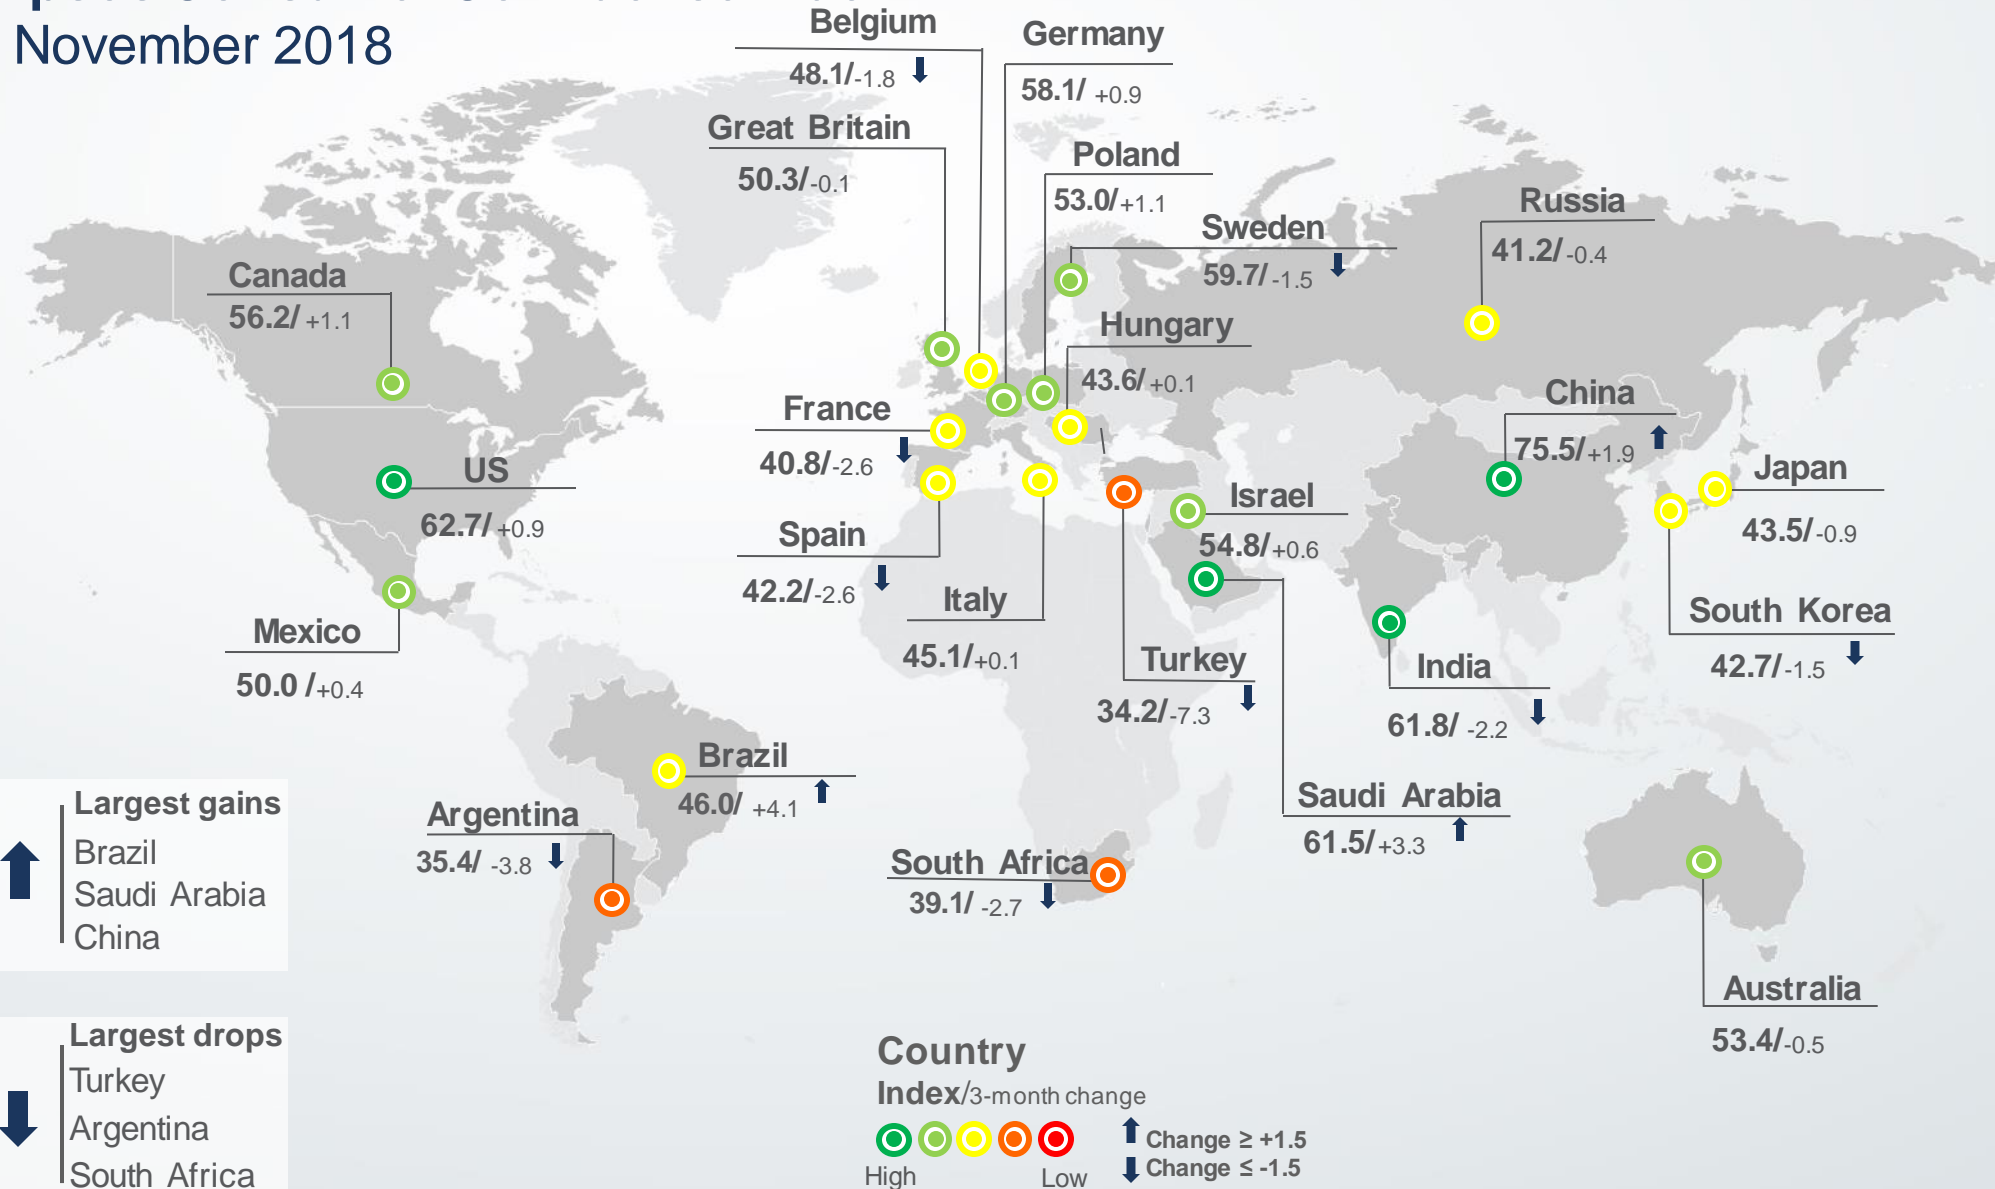 November 2018
Belgium
48.1/-1.8
Germany
58.1/ +0.9
Great Britain
50.3/-0.1
Poland
53.0/+1.1
Sweden
59.7/-1.5
Russia
41.2/-0.4
Canada
56.2/ +1.1
Hungary
43.6/+0.1
France
40.8/-2.6
China
75.5/+1.9
US
62.7/+0.9
Japan
43.5/-0.9
Israel
54.8/+0.6
Spain
42.2/-2.6
Italy
45.1/+0.1
Mexico
50.0 /+0.4
Turkey
34.2/-7.3
India
61.8/ -2.2
South Korea
42.7/-1.5
Brazil
46.0/ +4.1
Argentina
35.4/ -3.8
Saudi Arabia
61.5/+3.3
South Africa
39.1/ -2.7
Australia
53.4/-0.5
Largest gains
Brazil
Saudi Arabia
China
Largest drops
Turkey
Argentina
South Africa
Country
Index/3-month change
High
Low
Change ≥ +1.5
Change ≤ -1.5